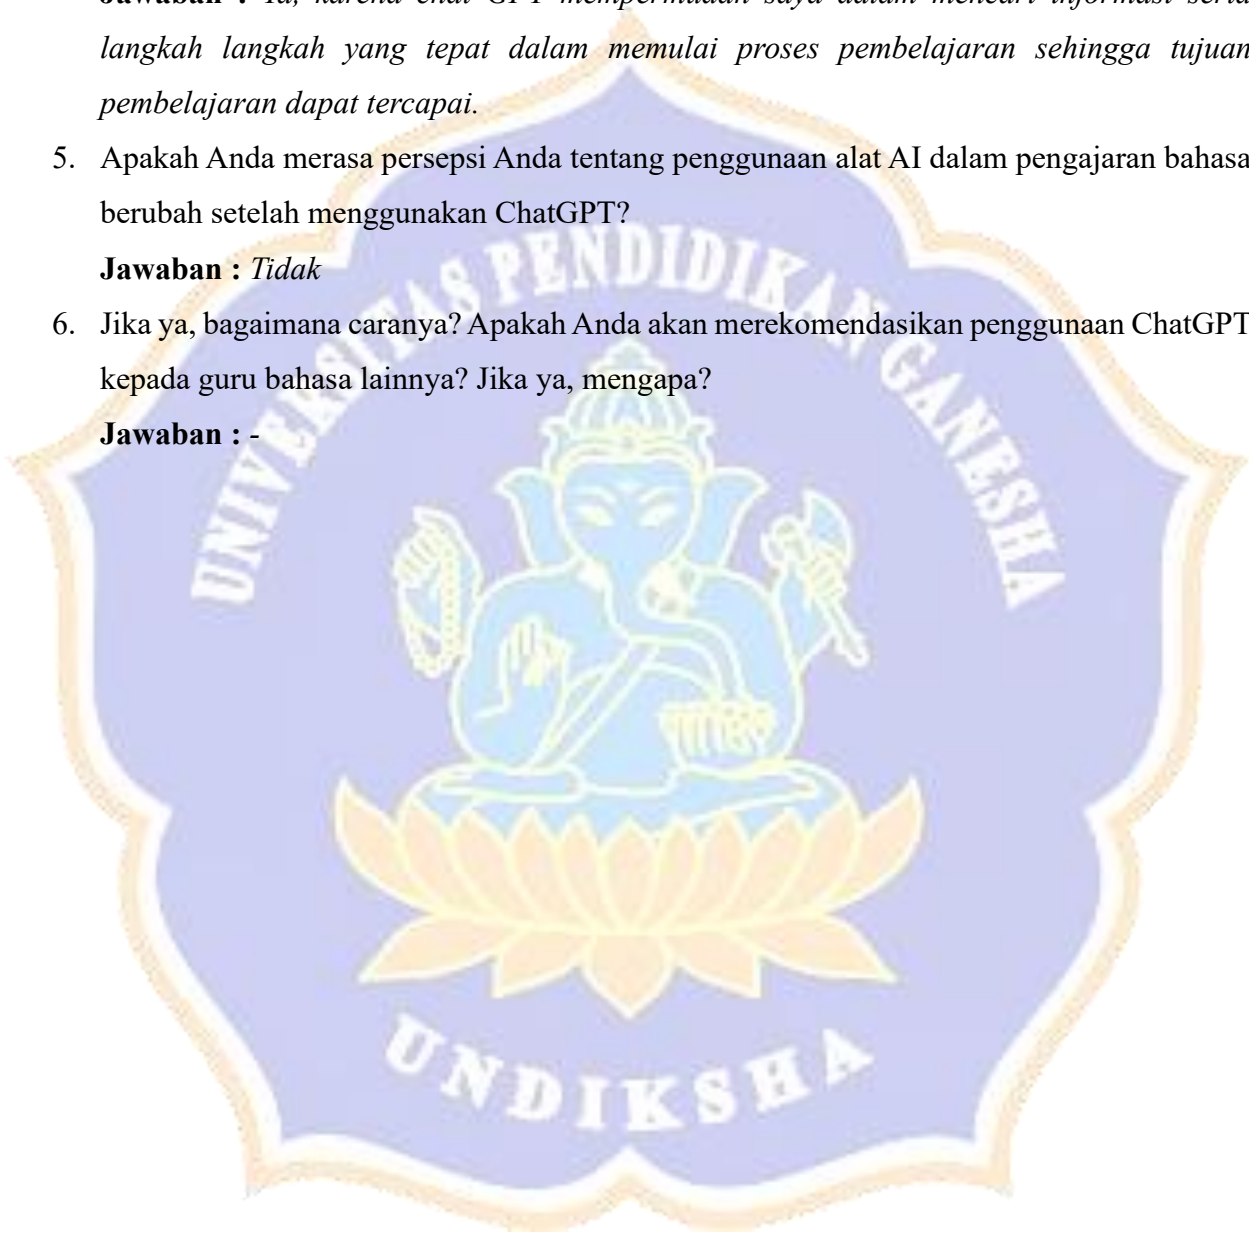 Jawaban : Ya, karena chat GPT mempermudah saya dalam mencari informasi serta
langkah langkah yang tepat dalam memulai proses pembelajaran sehingga tujuan
pembelajaran dapat tercapai.
5. Apakah Anda merasa persepsi Anda tentang penggunaan alat AI dalam pengajaran bahasa
berubah setelah menggunakan ChatGPT?
Jawaban : Tidak
6. Jika ya, bagaimana caranya? Apakah Anda akan merekomendasikan penggunaan ChatGPT
kepada guru bahasa lainnya? Jika ya, mengapa?
Jawaban : -
UNIVERSITAS PENDIDIKAN GANESHA
UNDIKSHA